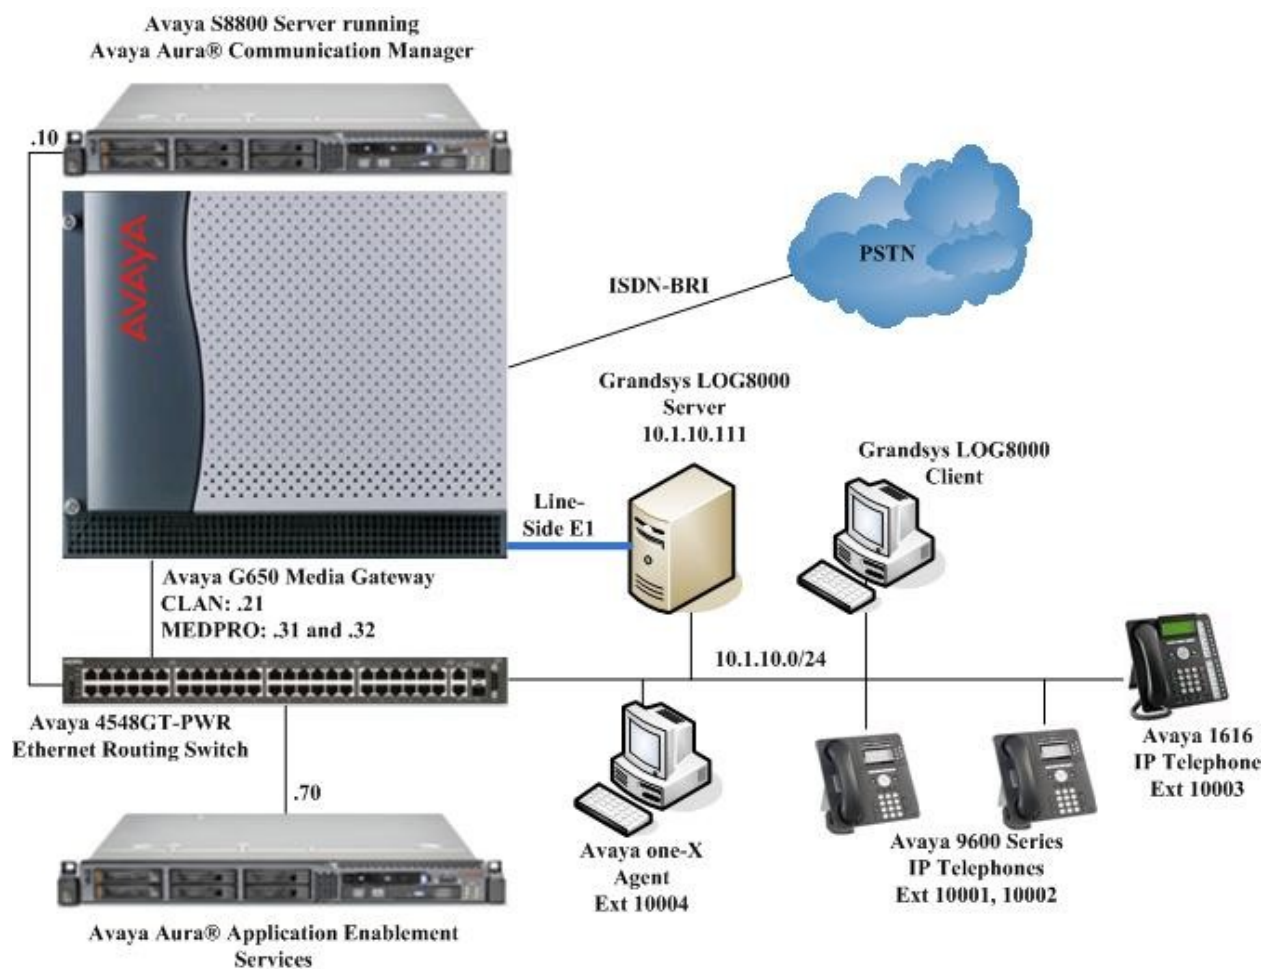 Avaya S8800 Server running
Avaya Aura® Communication Manager
.10
AVAYA
PSTN
ISDN-BRI
Grandsys LOG8000
Server
10.1.10.111
Grandsys LOG8000
Client
Line-
Side E1
Avaya G650 Media Gateway
CLAN: .21
MEDPRO: .31 and .32
10.1.10.0/24
Avaya 4548GT-PWR
Ethernet Routing Switch
Avaya 1616
IP Telephone
Ext 10003
.70
Avaya one-X
Agent
Ext 10004
Avaya 9600 Series
IP Telephones
Ext 10001, 10002
Avaya Aura® Application Enablement
Services